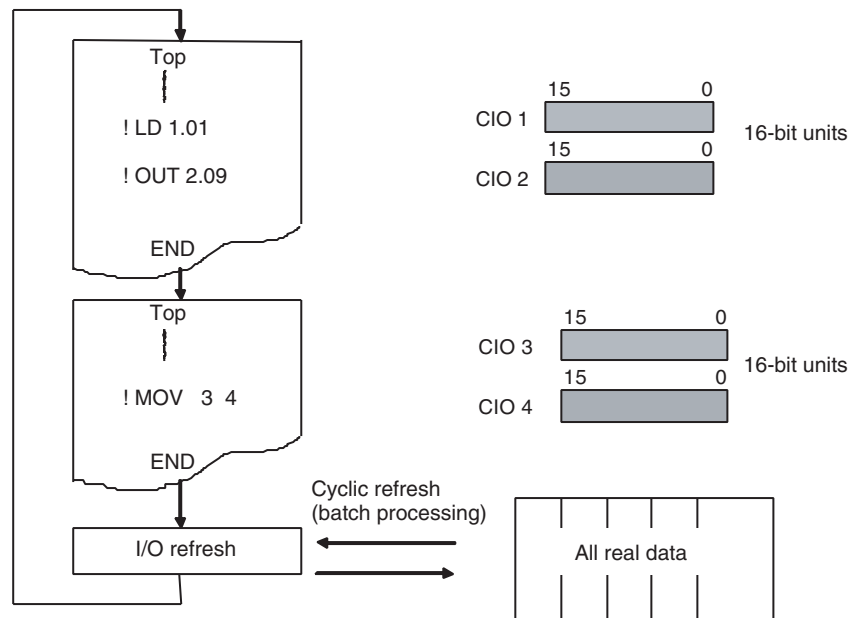 Top
! LD 1.01
! OUT 2.09
END
15 0
CIO 1
16-bit units
15 0
CIO 2
Top
! MOV 3 4
END
15 0
CIO 3
16-bit units
15 0
CIO 4
Cyclic refresh
(batch processing)
I/O refresh
All real data